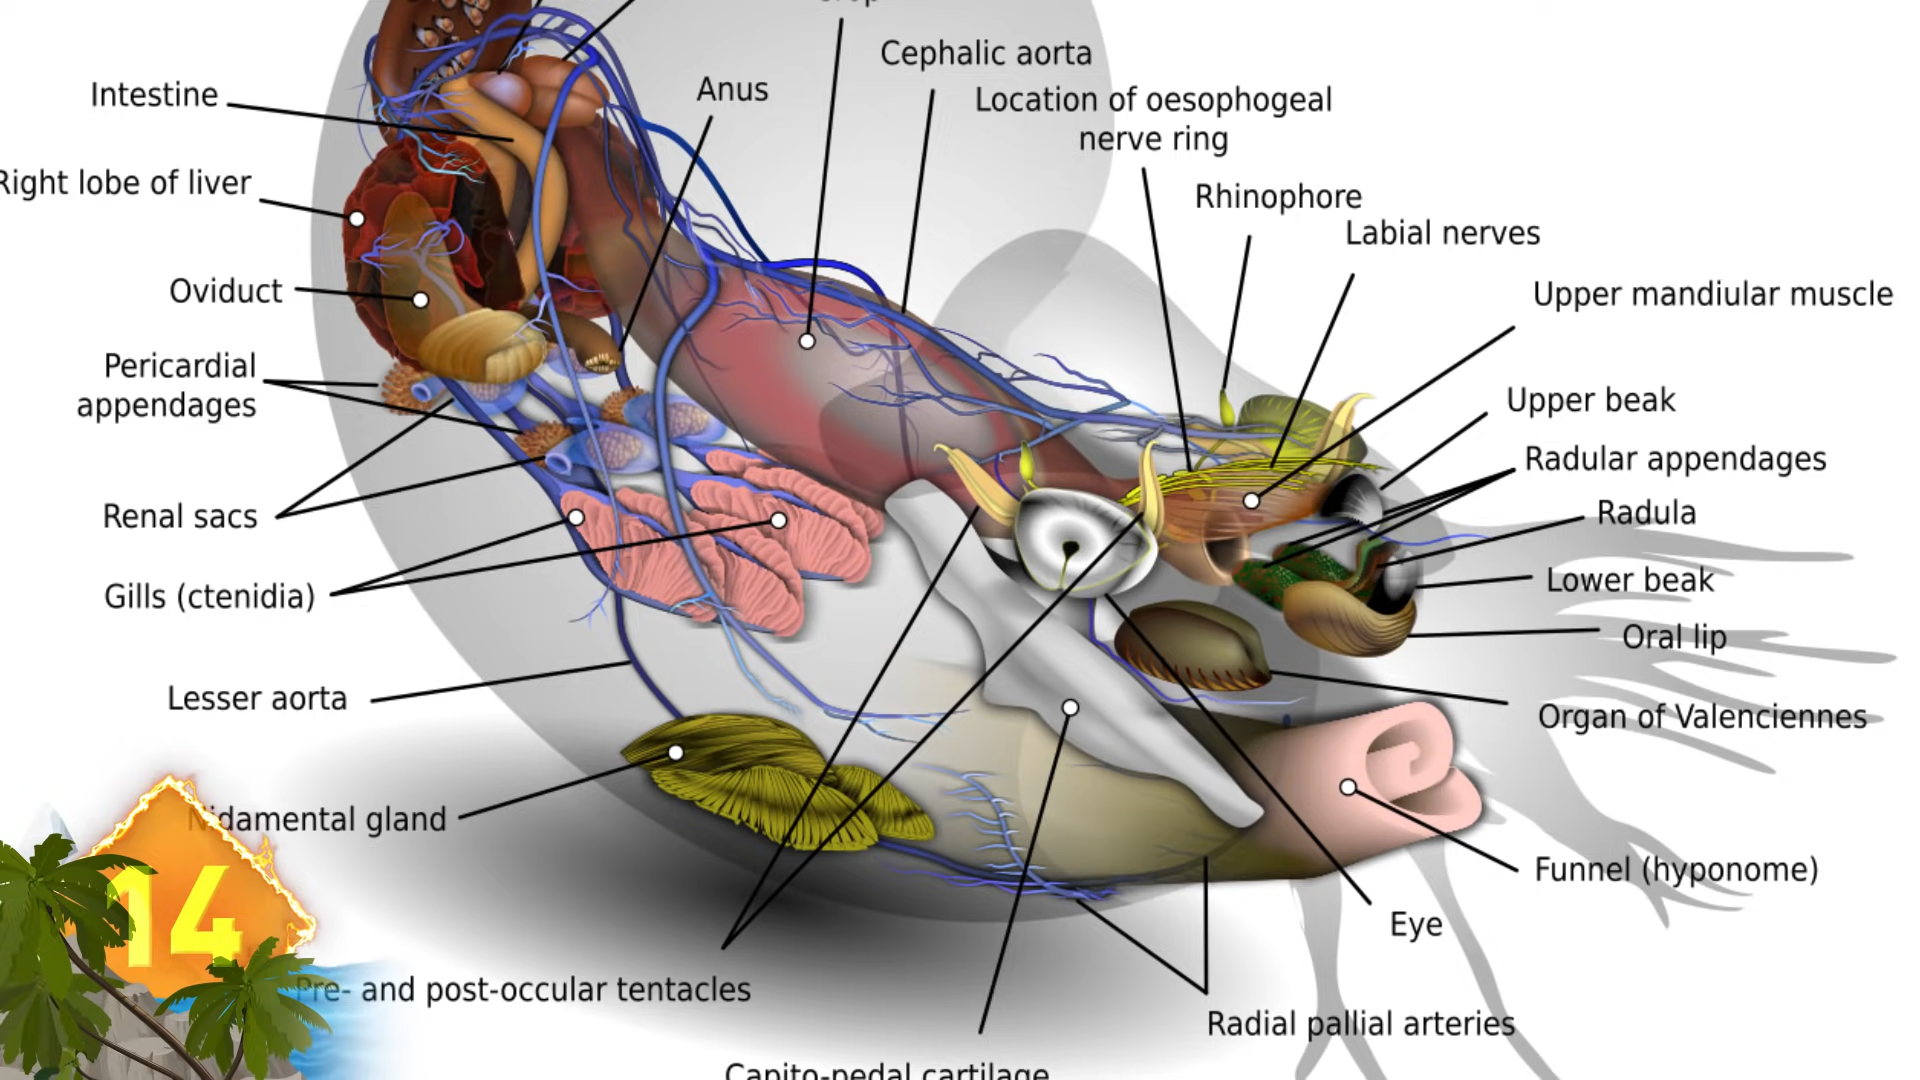 Cephalic aorta
Anus
Intestine
Location of oesophogeal
nerve ring
Right lobe of liver
Rhinophore
Labial nerves
Oviduct
Upper mandiular muscle
Pericardial
appendages
Upper beak
Radular appendages
Renal sacs
Radula
Gills (ctenidia)
Lower beak
Oral lip
Lesser aorta
Organ of Valenciennes
Nidamental gland
Funnel (hyponome)
14
Eye
Pre- and post-occular tentacles
Radial pallial arteries
Capito-pedal cartilage